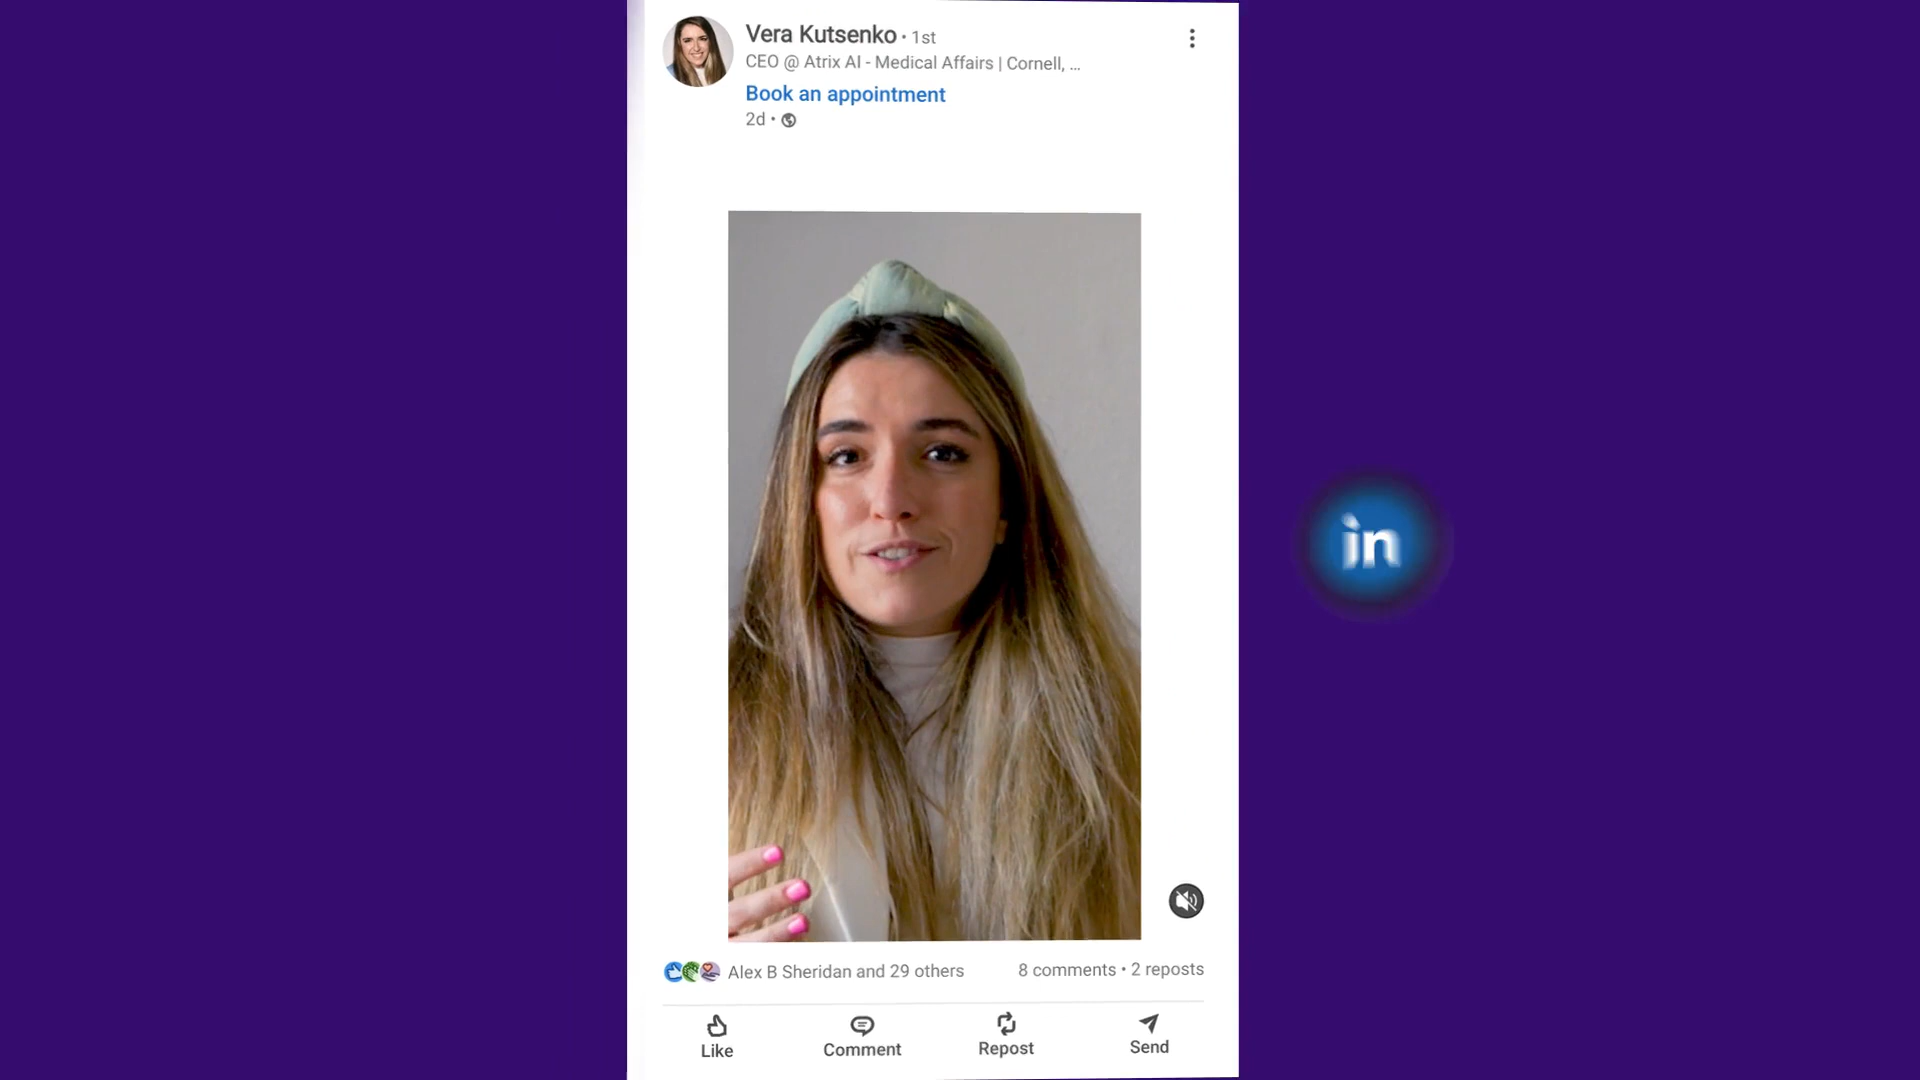 Vera Kutsenko • 1st
CEO @ Atrix AI - Medical Affairs | Cornell, ...
Book an appointment
2d •
in
Alex B Sheridan and 29 others
8 comments • 2 reposts
Like
Comment
Repost
Send